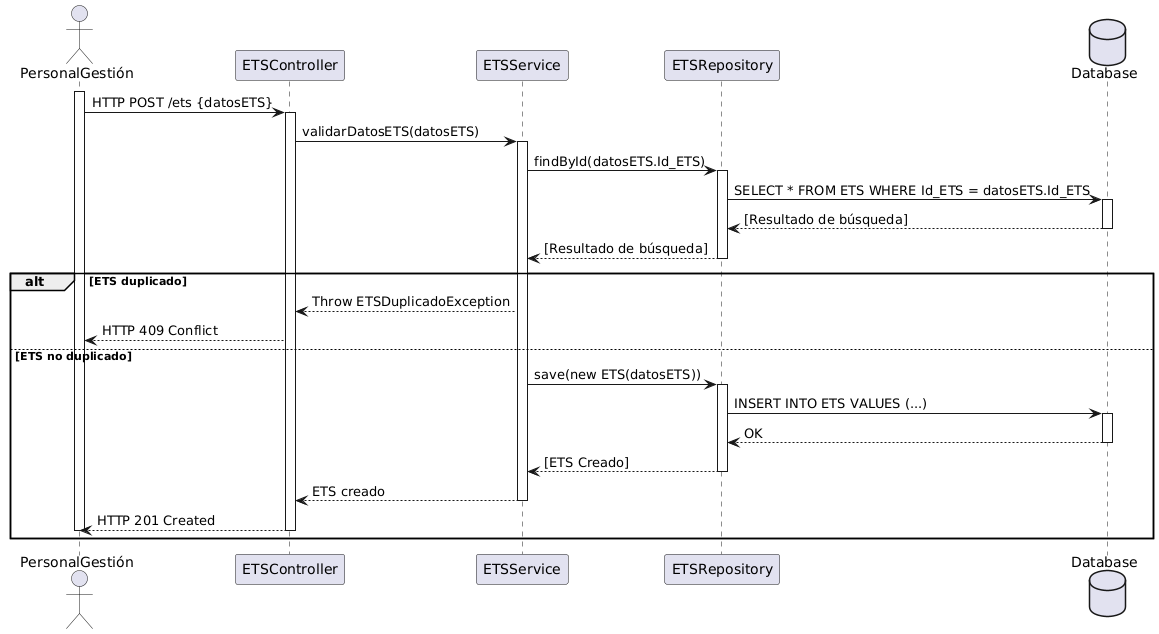 PersonalGestión
ETSController
ETSService
ETSRepository
Database
HTTP POST /ets {datosETS}
validarDatosETS(datosETS)
findById(datosETS.Id_ETS)
SELECT * FROM ETS WHERE Id_ETS = datosETS.Id_ETS
[Resultado de búsqueda]
[Resultado de búsqueda]
alt
[ETS duplicado]
Throw ETSDuplicadoException
HTTP 409 Conflict
[ETS no duplicado]
save(new ETS(datosETS))
INSERT INTO ETS VALUES (...)
OK
[ETS Creado]
ETS creado
HTTP 201 Created
PersonalGestión
ETSController
ETSService
ETSRepository
Database